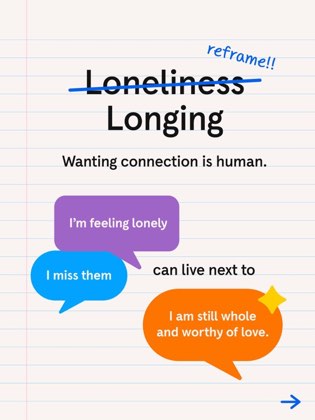 reframe!!
Loneliness
Longing
Wanting connection is human.
I'm feeling lonely
I miss them
can live next to
I am still whole
and worthy of love.